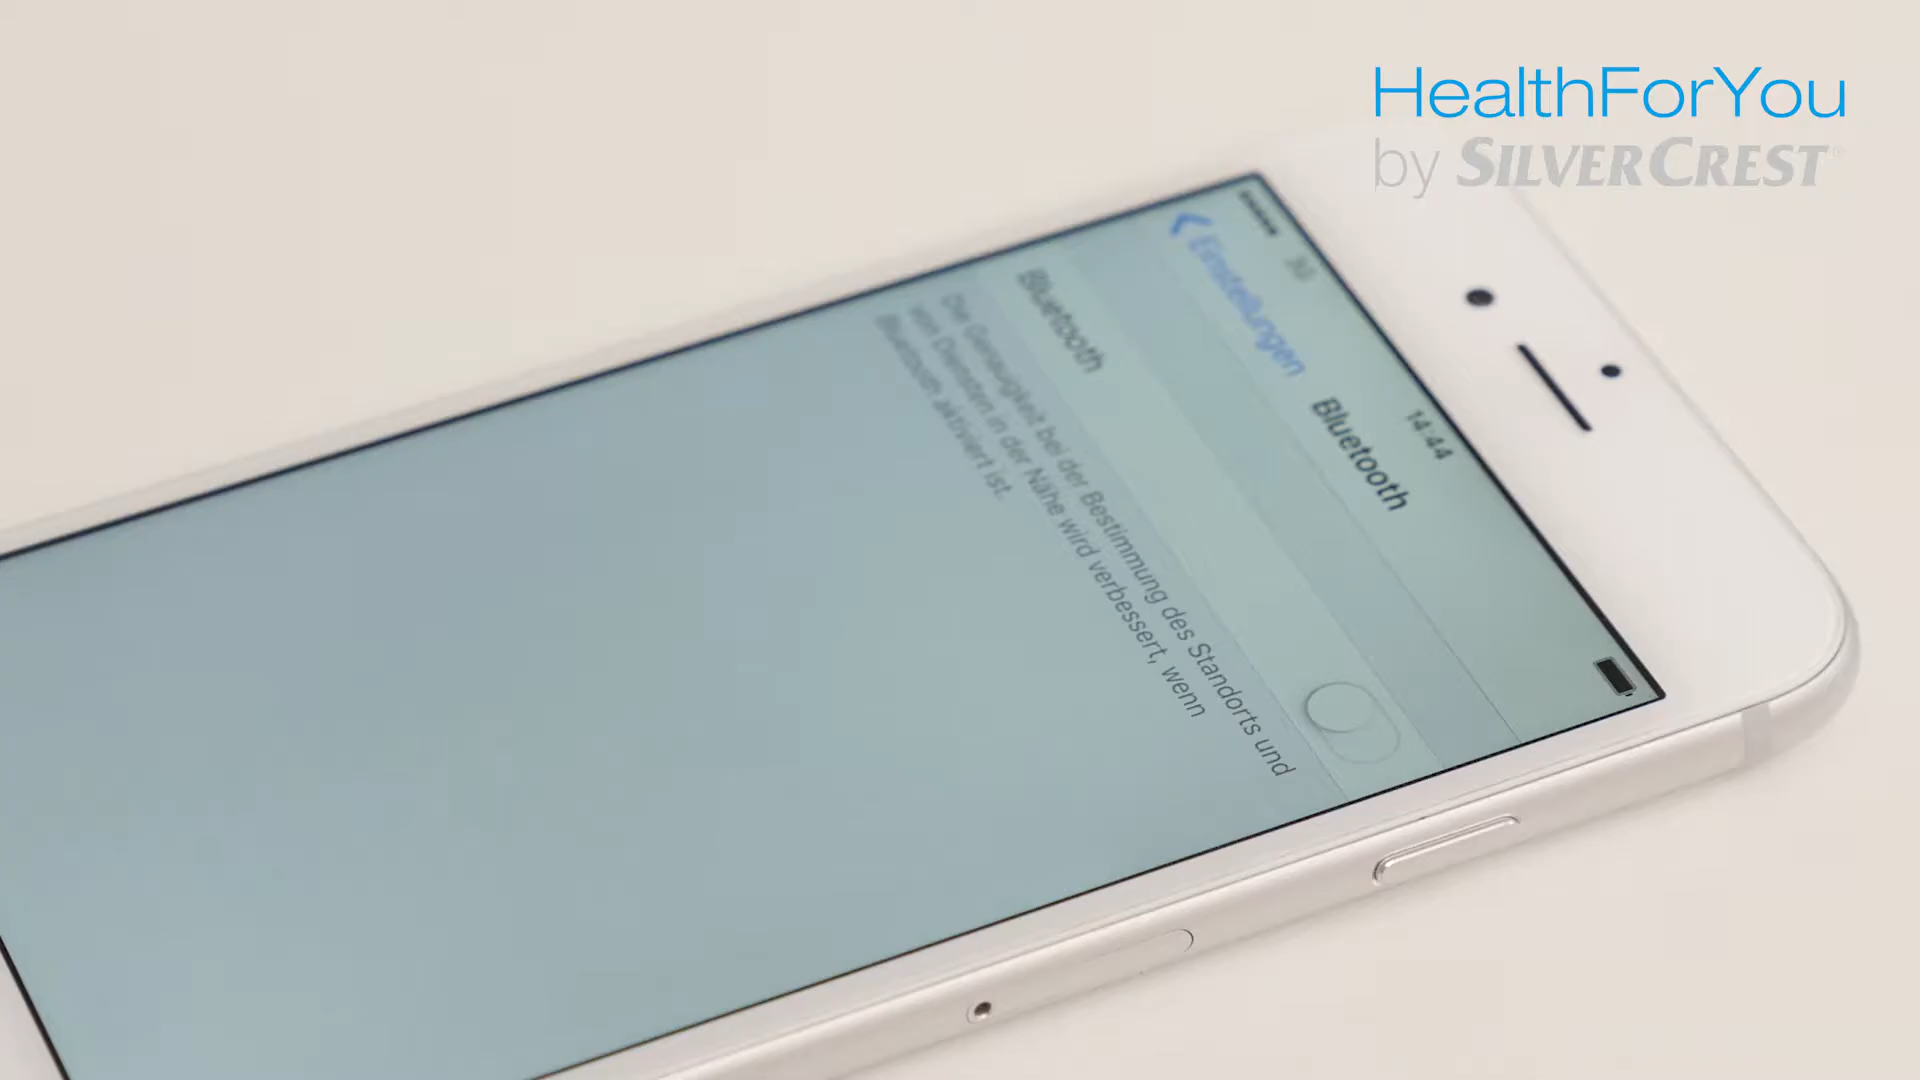 HealthForYou
by SILVERCREST®
3G
14:44
Einstellungen
Bluetooth
Bluetooth
Die Genauigkeit bei der Bestimmung des Standorts und
von Diensten in der Nähe wird verbessert, wenn
Bluetooth aktiviert ist.